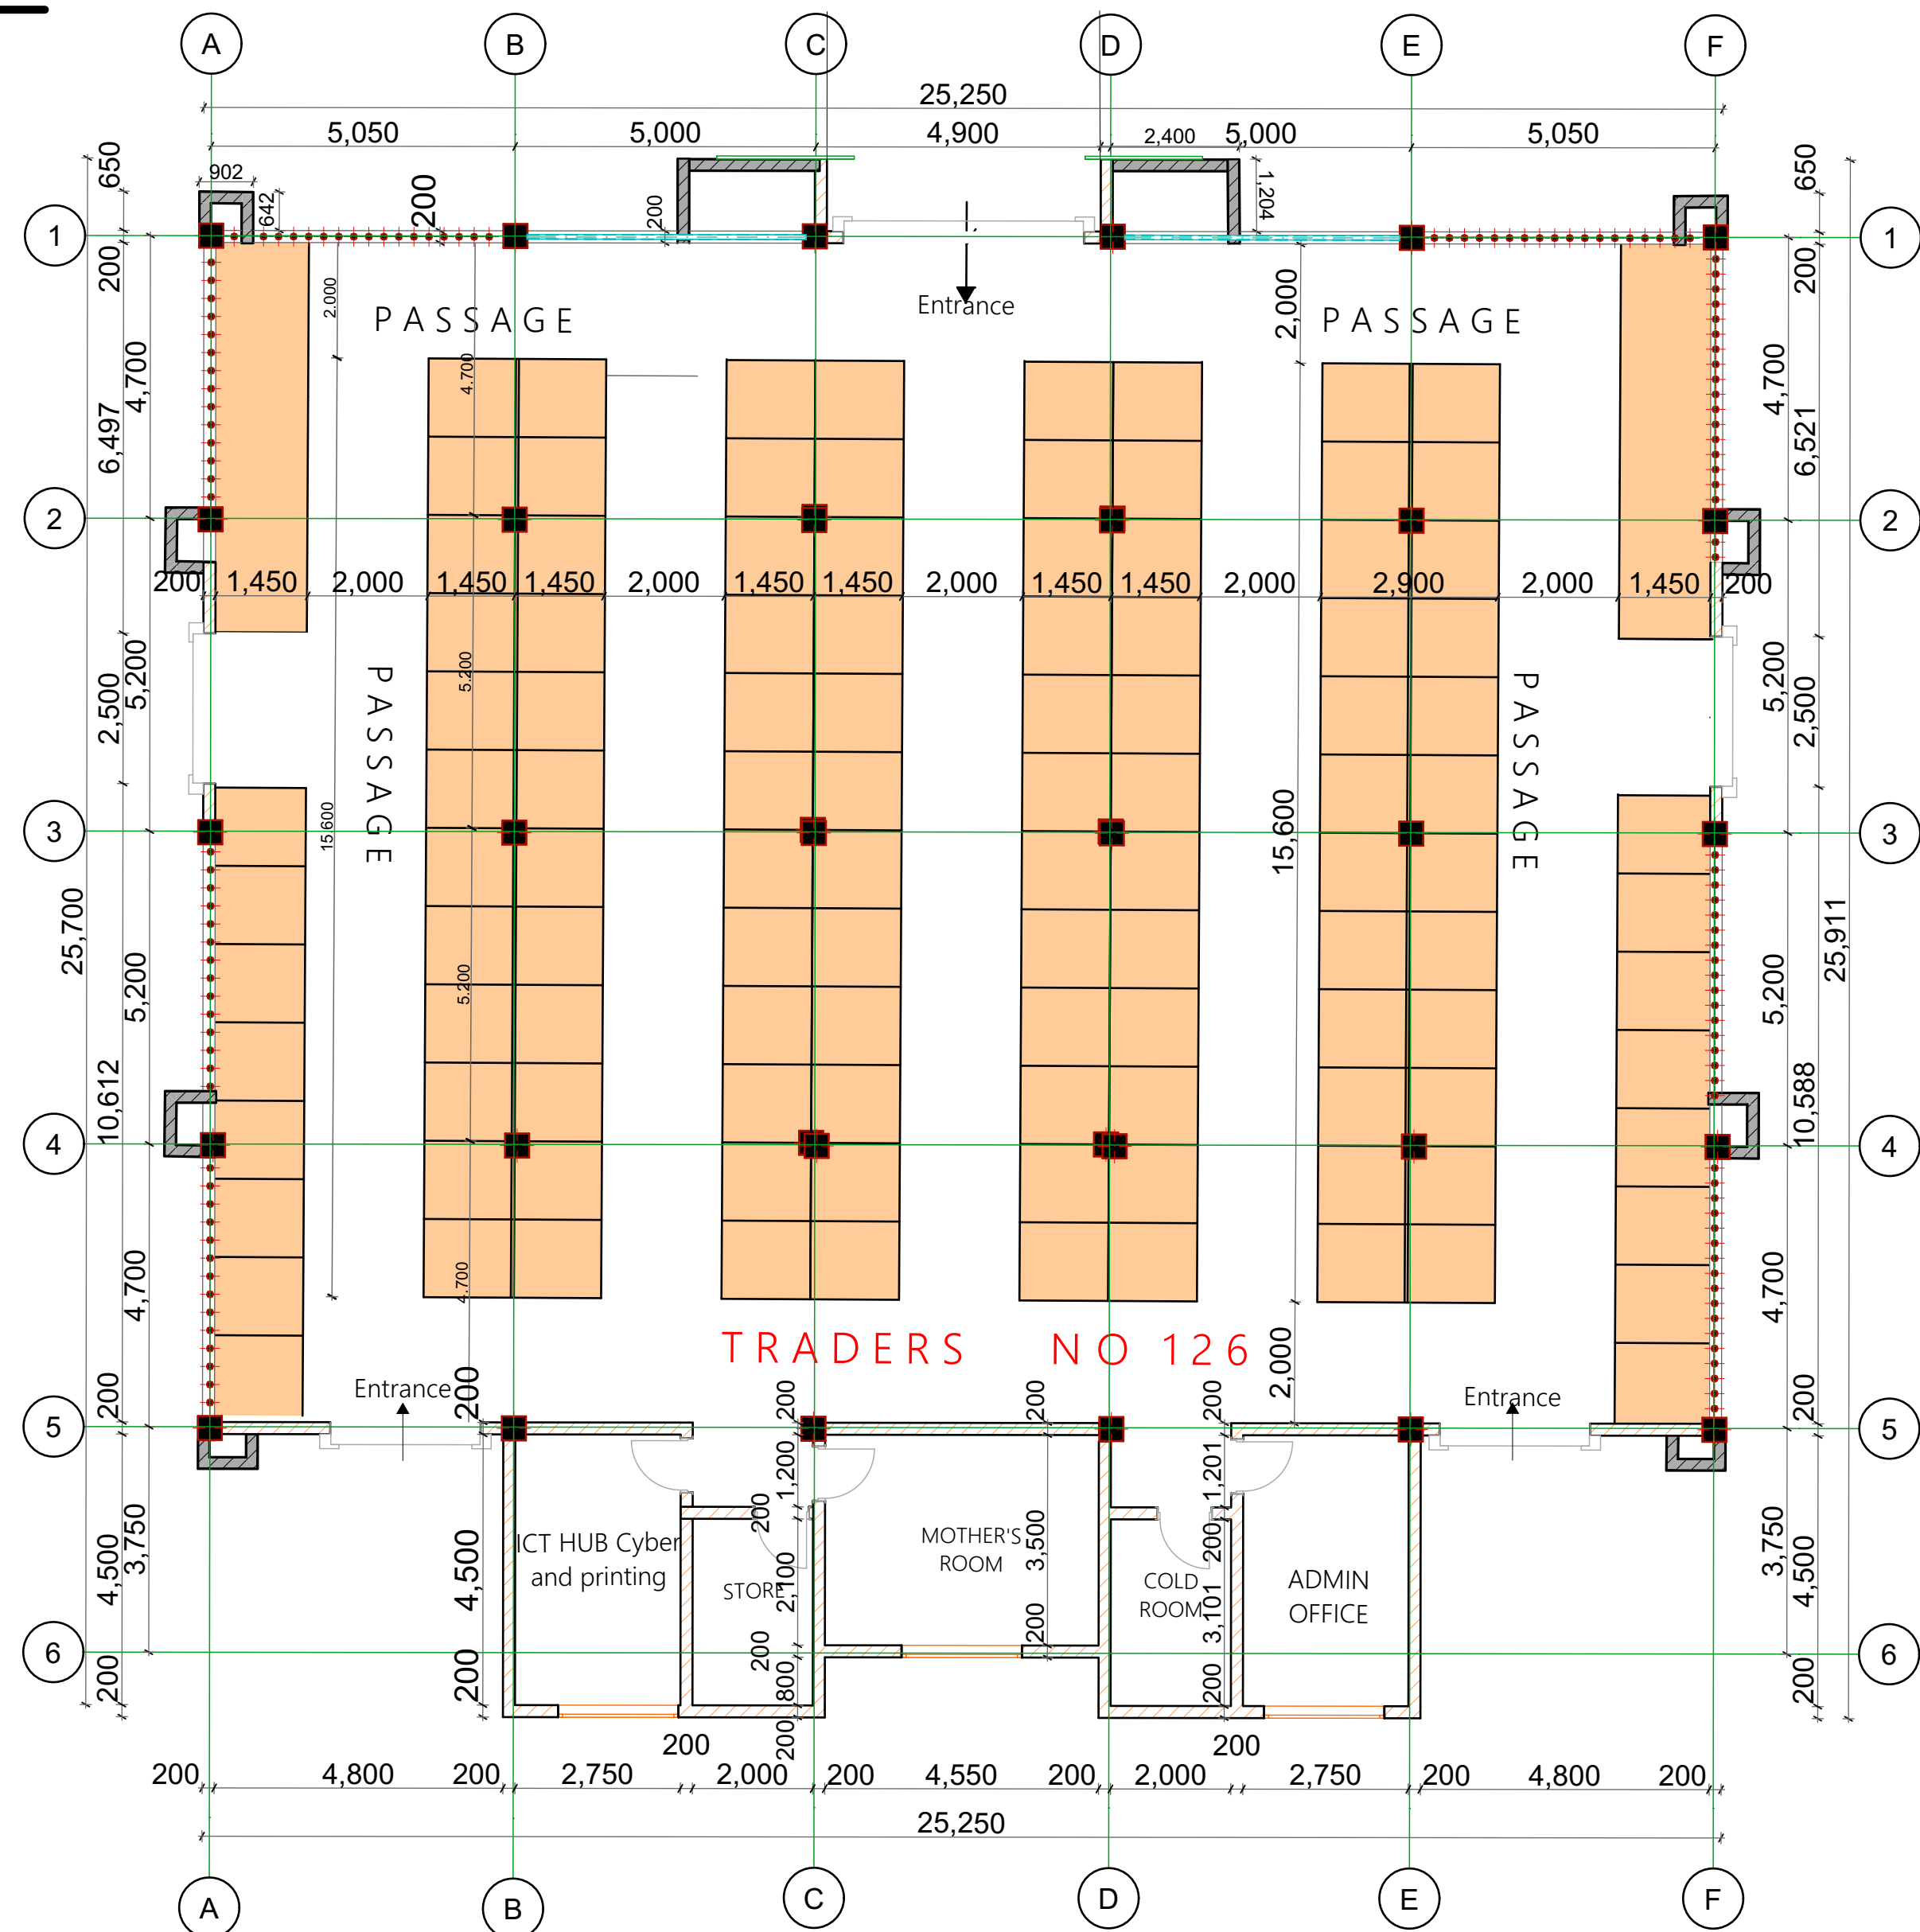 A B C D E F
25,250
5,050 5,000 4,900 2,400 5,000 5,050
650 902 642 200 200 1,204 650
1 1
200 2.000 Entrance 2,000 200
PASSAGE PASSAGE
4,700 4.700 4,700
6,497 6,521
2 2
200 1,450 2,000 1,450 1,450 2,000 1,450 1,450 2,000 1,450 1,450 2,000 2,900 2,000 1,450 200
5,200 5.200 5,200
2,500 2,500
PASSAGE PASSAGE
15.600 15,600
3 3
25,700 25,911
5,200 5.200 5,200
10,612 10,588
4 4
4,700 4.700 4,700
TRADERS NO 126
2,000
Entrance Entrance
200 200 200 200 200 200
5 5
1,200 1,201
ICT HUB Cyber
and printing
STORE
MOTHER'S
ROOM
COLD
ROOM
ADMIN
OFFICE
4,500 3,750 4,500 200 2,100 3,500 200 3,101 3,750 4,500
6 6
200 200 200 800 200 200 200 200
200 200
200 4,800 200 2,750 2,000 200 4,550 200 2,000 2,750 200 4,800 200
25,250
A B C D E F